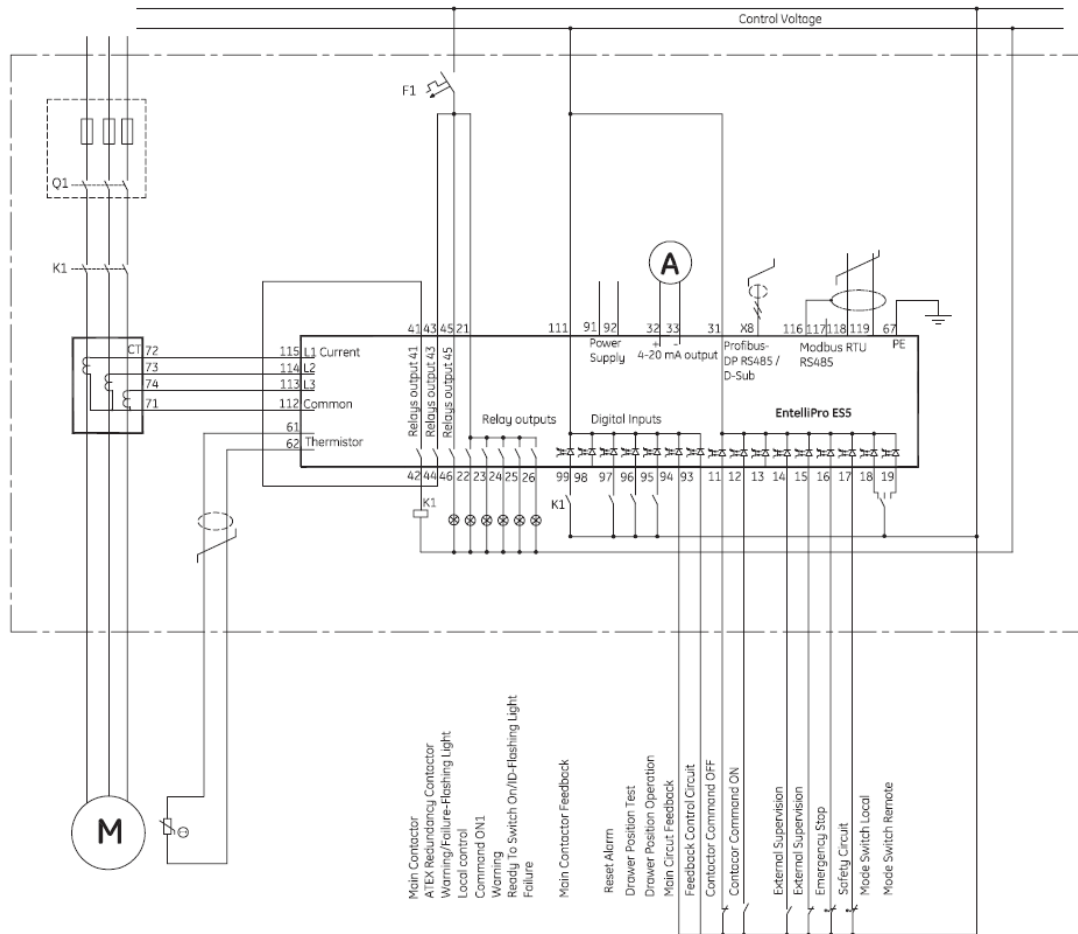 Control Voltage
F1
Q1
K1
A
41 43 45 21
111
91 92
32 33
31
X8
116 117 118 119
67
CT 72
73
74
71
115 L1 Current
114 L2
113 L3
112 Common
61
62 Thermistor
Relays output 41
Relays output 43
Relays output 45
Relay outputs
Power
Supply
+ -
4-20 mA output
Profibus-
DP RS485 /
D-Sub
Modbus RTU
RS485
PE
Digital Inputs
EntelliPro ES5
42 44 46 22 23 24 25 26
99 98 97 96 95 94 93 11 12 13 14 15 16 17 18 19
K1
K1
M
Main Contactor
ATEX Redundancy Contactor
Warning/Failure-Flashing Light
Local control
Command ON1
Warning
Ready To Switch On/ID-Flashing Light
Failure
Main Contactor Feedback
Reset Alarm
Drawer Position Test
Drawer Position Operation
Main Circut Feedback
Feedback Control Circuit
Contactor Command OFF
Contacor Command ON
External Supervision
External Supervision
Emergency Stop
Safety Circuit
Mode Switch Local
Mode Switch Remote